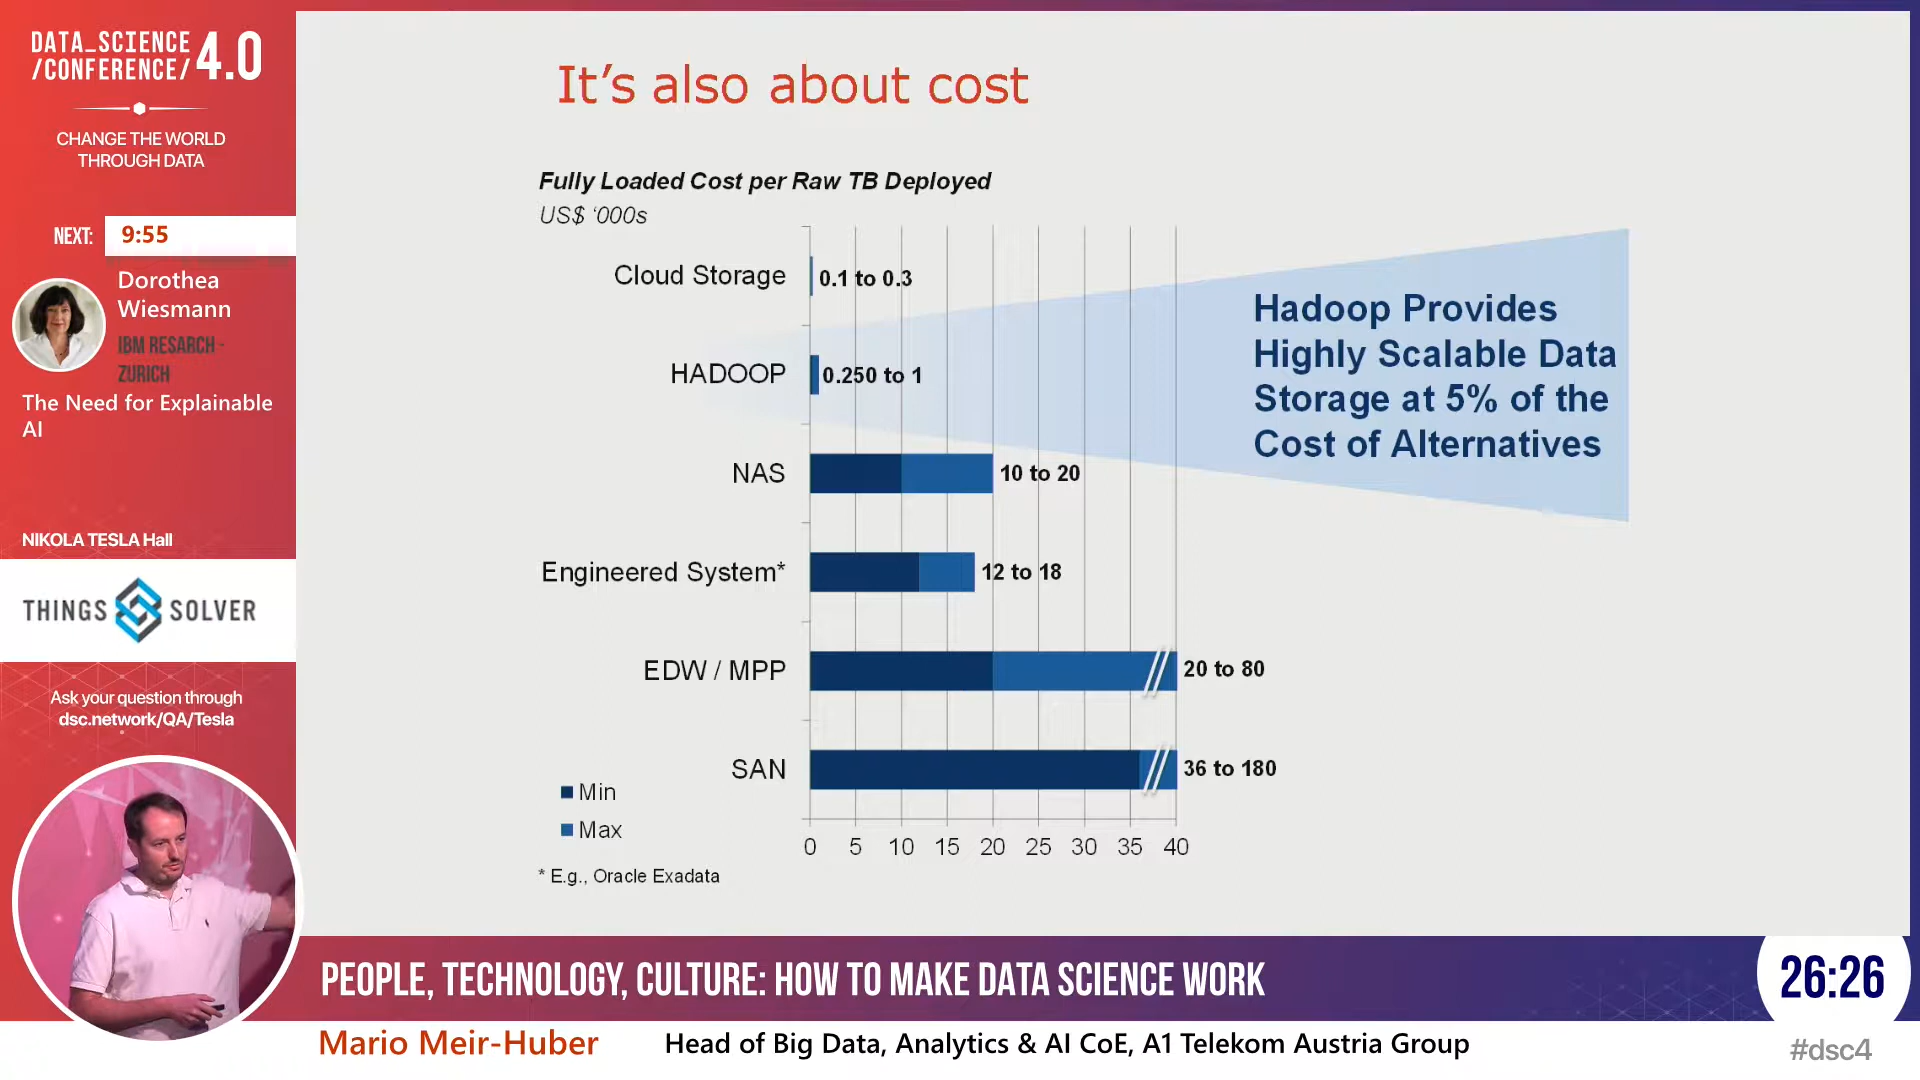 DATA_SCIENCE
/CONFERENCE/ 4.0
CHANGE THE WORLD
THROUGH DATA
NEXT: 9:55
Dorothea
Wiesmann
IBM RESARCH -
ZURICH
The Need for Explainable
AI
NIKOLA TESLA Hall
THINGS SOLVER
Ask your question through
dsc.network/QA/Tesla
It's also about cost
Fully Loaded Cost per Raw TB Deployed
US$ ‘000s
Cloud Storage 0.1 to 0.3
HADOOP 0.250 to 1
NAS 10 to 20
Engineered System* 12 to 18
EDW / MPP 20 to 80
SAN 36 to 180
Min
Max
0 5 10 15 20 25 30 35 40
* E.g., Oracle Exadata
Hadoop Provides
Highly Scalable Data
Storage at 5% of the
Cost of Alternatives
PEOPLE, TECHNOLOGY, CULTURE: HOW TO MAKE DATA SCIENCE WORK
26:26
Mario Meir-Huber Head of Big Data, Analytics & AI CoE, A1 Telekom Austria Group
#dsc4